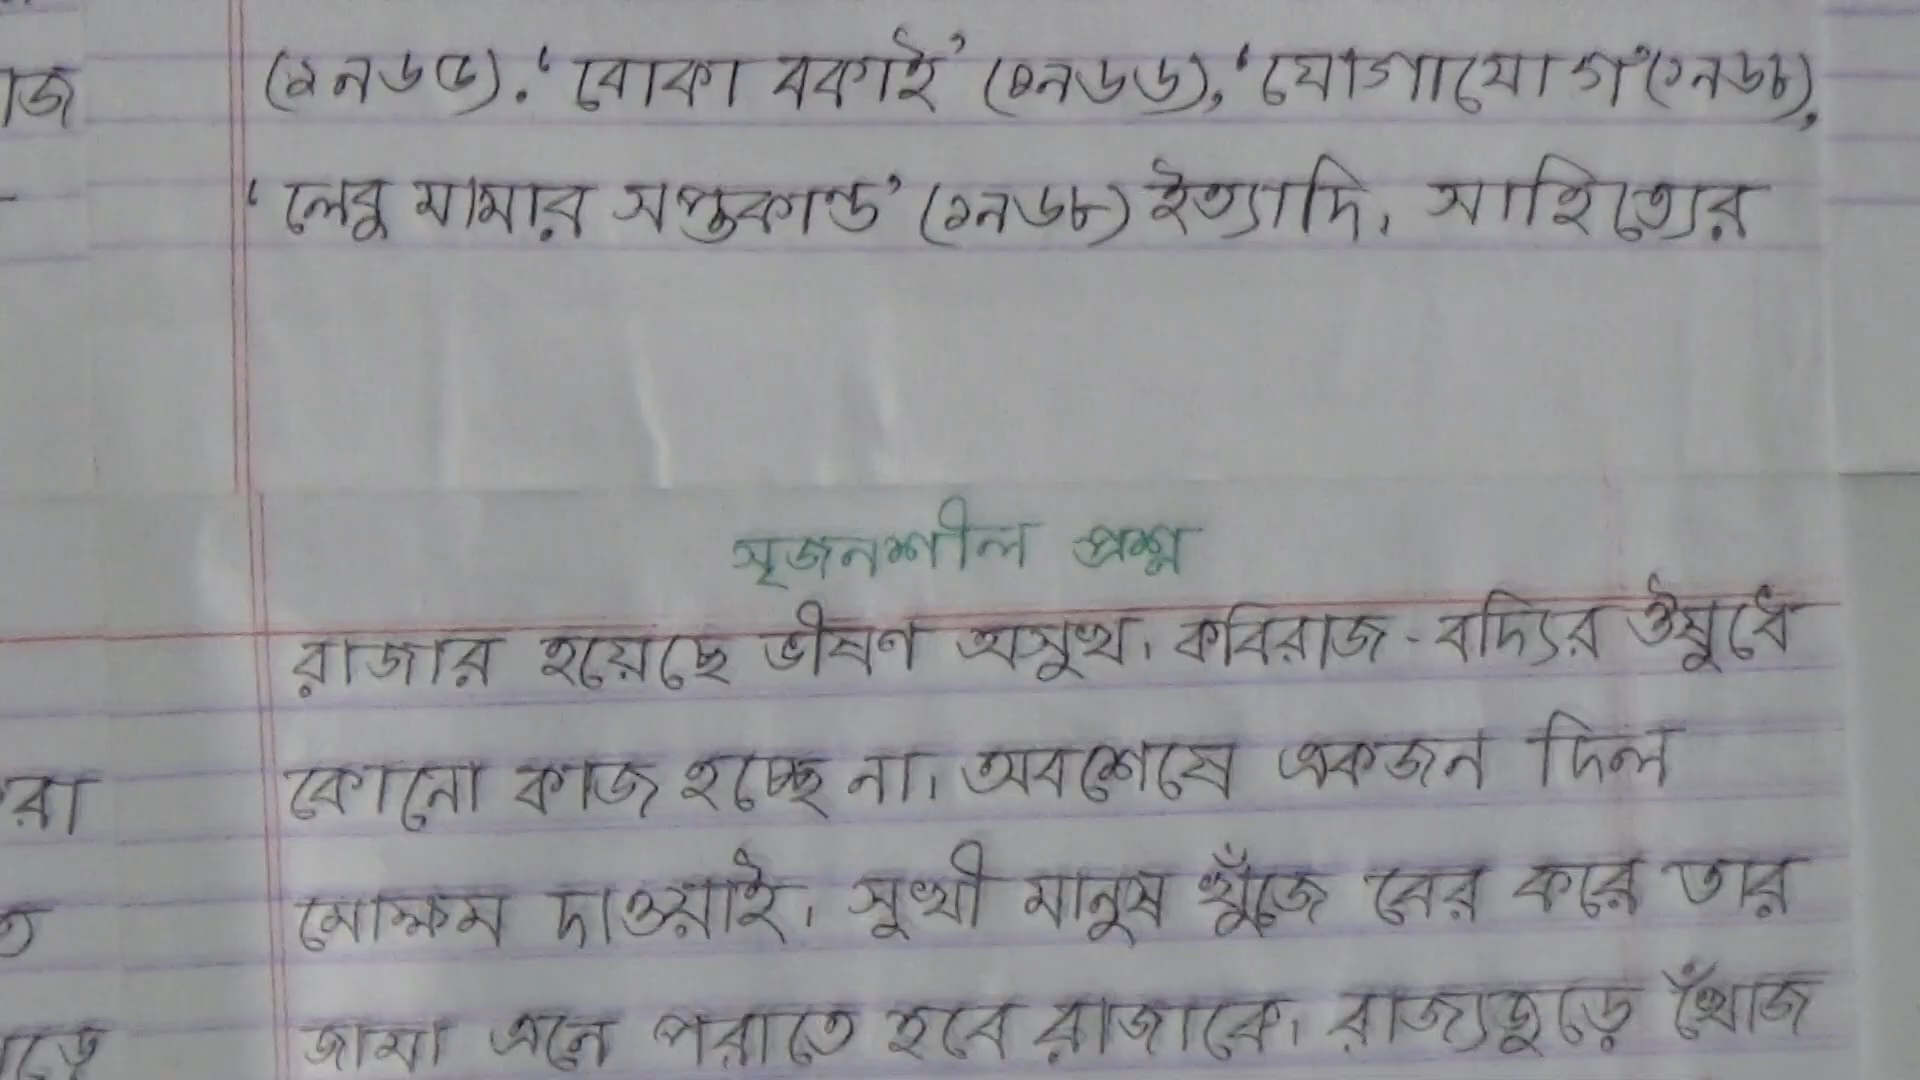 (১৯৬৫). ‘বোকা বকাই’ (১৯৬৬), ‘যোগাযোগ’ (১৯৬৮),
‘লেবু মামার সপ্তকান্ড’ (১৯৬৮) ইত্যাদি, সাহিত্যের
সৃজনশীল প্রশ্ন
রাজার হয়েছে ভীষণ অসুখ। কবিরাজ-বদ্যির ঔষুধে
রা কোনো কাজ হচ্ছে না। অবশেষে একজন দিল
ত মোক্ষম দাওয়াই। সুখী মানুষ খুঁজে বের করে তার
জামা এনে পরাতে হবে রাজাকে। রাজ্যজুড়ে খোঁজ